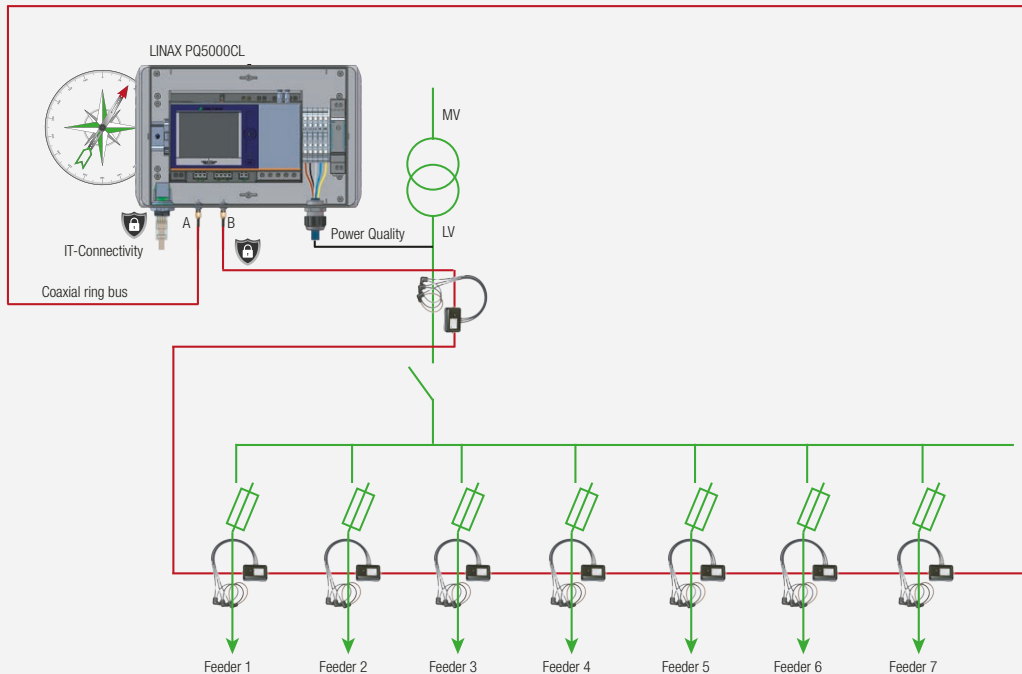 LINAX PQ5000CL
MV
LV
A
B
Power Quality
IT-Connectivity
Coaxial ring bus
Feeder 1
Feeder 2
Feeder 3
Feeder 4
Feeder 5
Feeder 6
Feeder 7